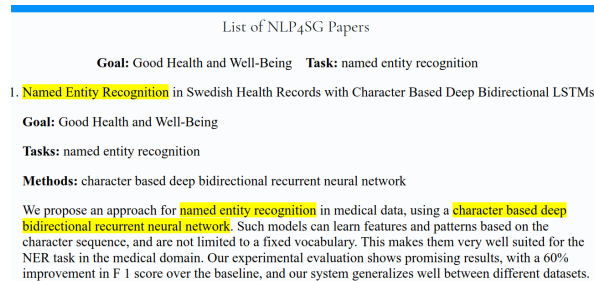 List of NLP4SG Papers
Goal: Good Health and Well-Being Task: named entity recognition
1. Named Entity Recognition in Swedish Health Records with Character Based Deep Bidirectional LSTMs
Goal: Good Health and Well-Being
Tasks: named entity recognition
Methods: character based deep bidirectional recurrent neural network
We propose an approach for named entity recognition in medical data, using a character based deep
bidirectional recurrent neural network. Such models can learn features and patterns based on the
character sequence, and are not limited to a fixed vocabulary. This makes them very well suited for the
NER task in the medical domain. Our experimental evaluation shows promising results, with a 60%
improvement in F 1 score over the baseline, and our system generalizes well between different datasets.